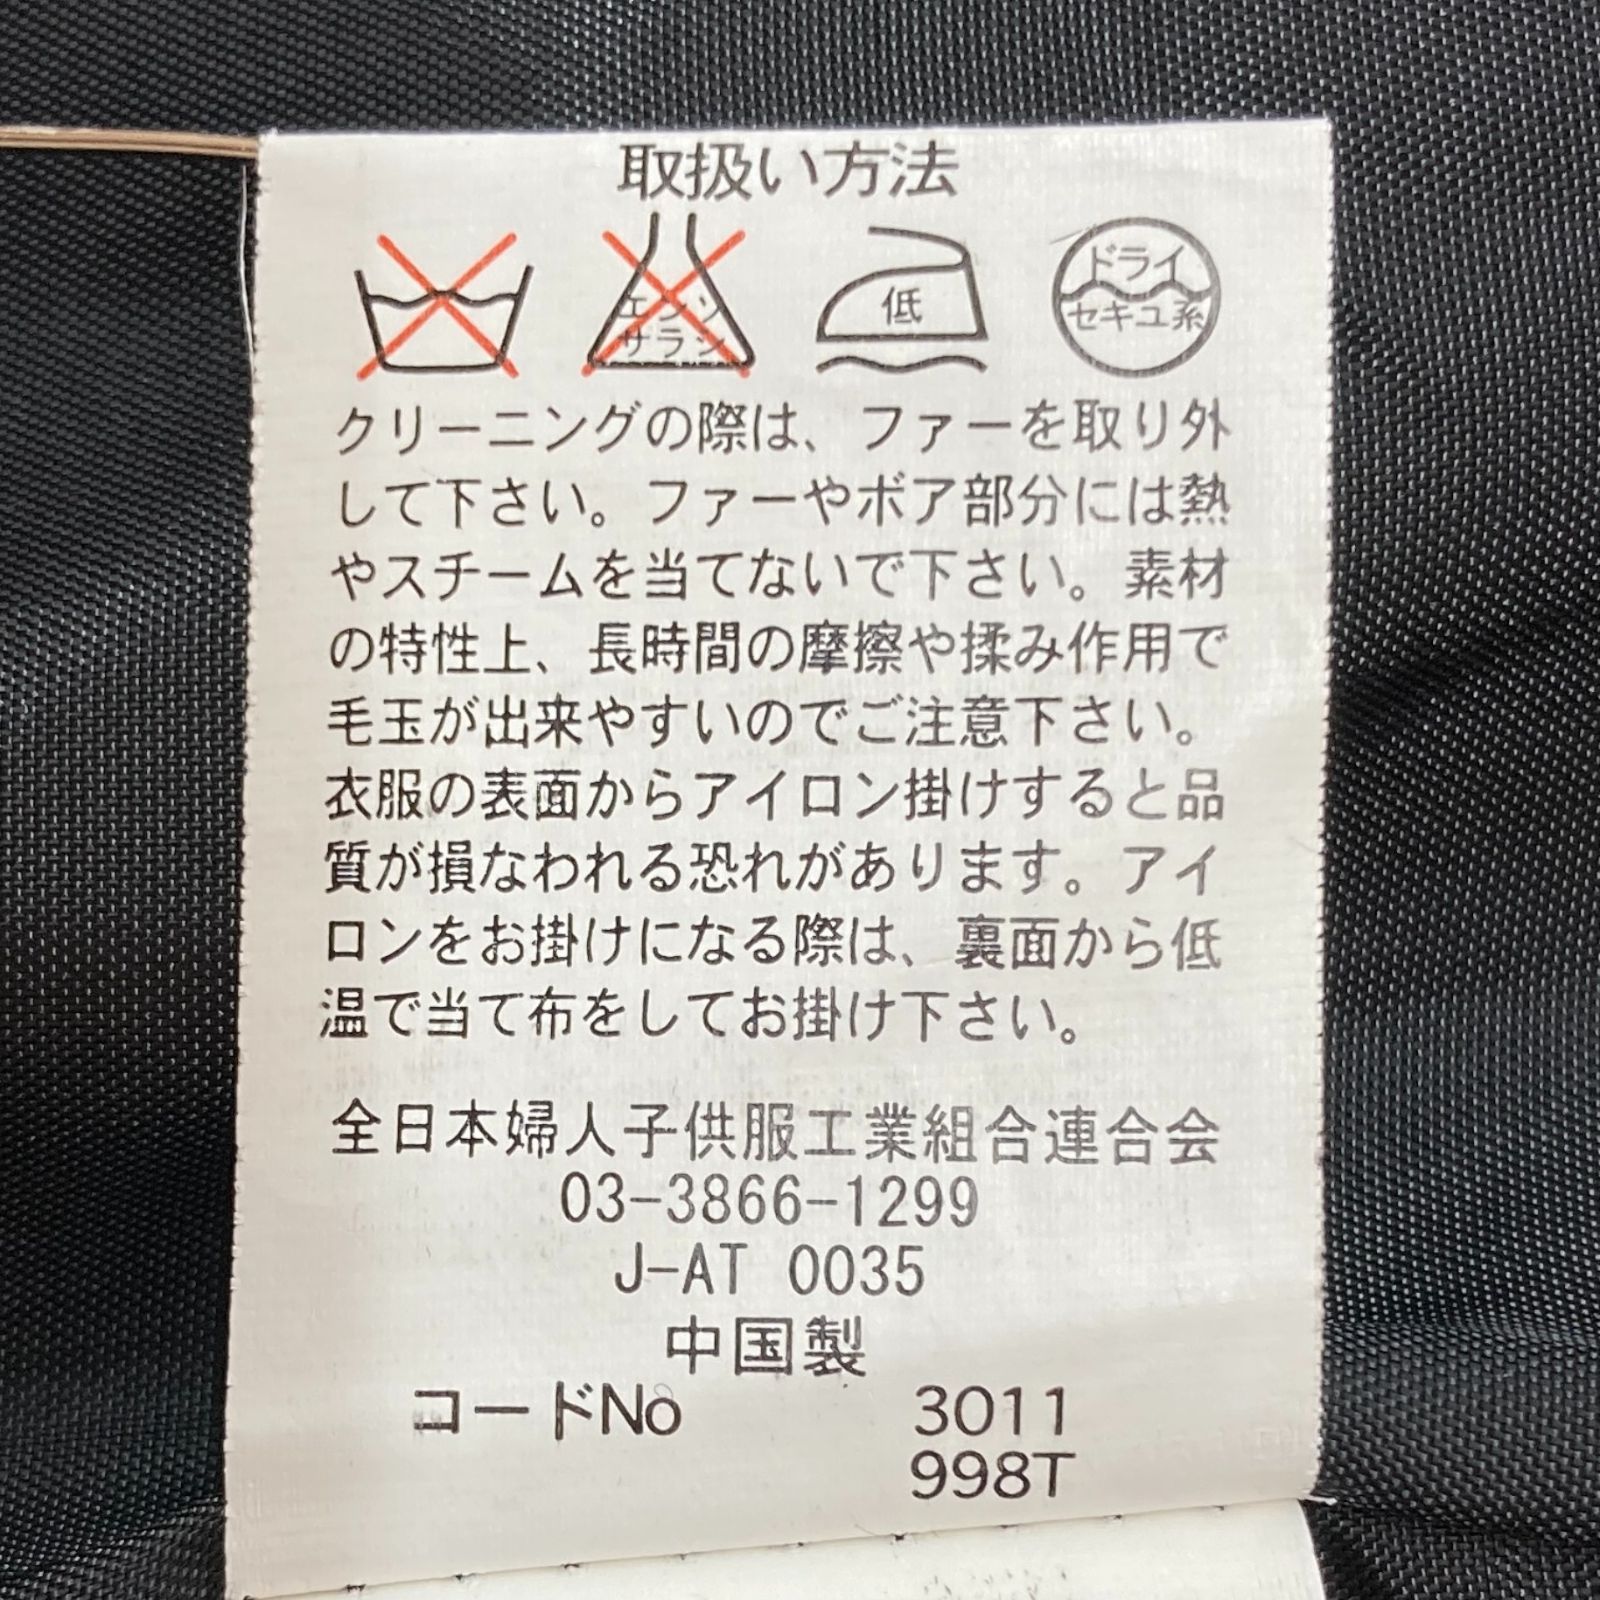 取扱い方法
エンソ
サラシ
低
ドライ
セキユ系
クリーニングの際は、ファーを取り外
して下さい。ファーやボア部分には熱
やスチームを当てないで下さい。素材
の特性上、長時間の摩擦や揉み作用で
毛玉が出来やすいのでご注意下さい。
衣服の表面からアイロン掛けすると品
質が損なわれる恐れがあります。アイ
ロンをお掛けになる際は、裏面から低
温で当て布をしてお掛け下さい。
全日本婦人子供服工業組合連合会
03-3866-1299
J-AT 0035
中国製
コードNo 3011
998T